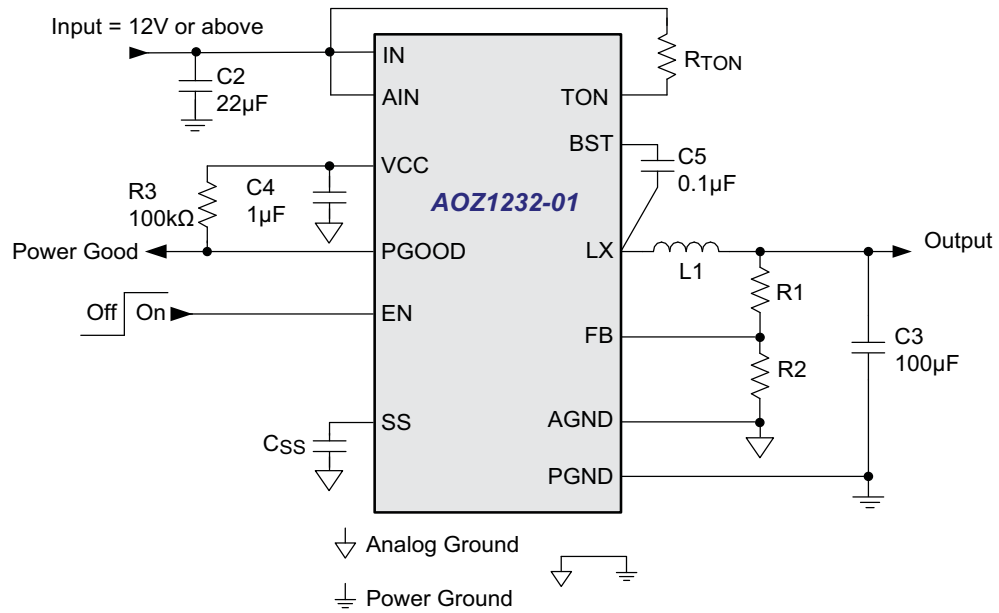 Input = 12V or above
C2
22µF
IN
AIN
RTON
TON
BST
C5
0.1µF
VCC
R3
100kΩ
C4
1µF
AOZ1232-01
Power Good
PGOOD
LX
L1
Output
Off
On
EN
R1
FB
R2
C3
100µF
SS
CSS
AGND
PGND
Analog Ground
Power Ground